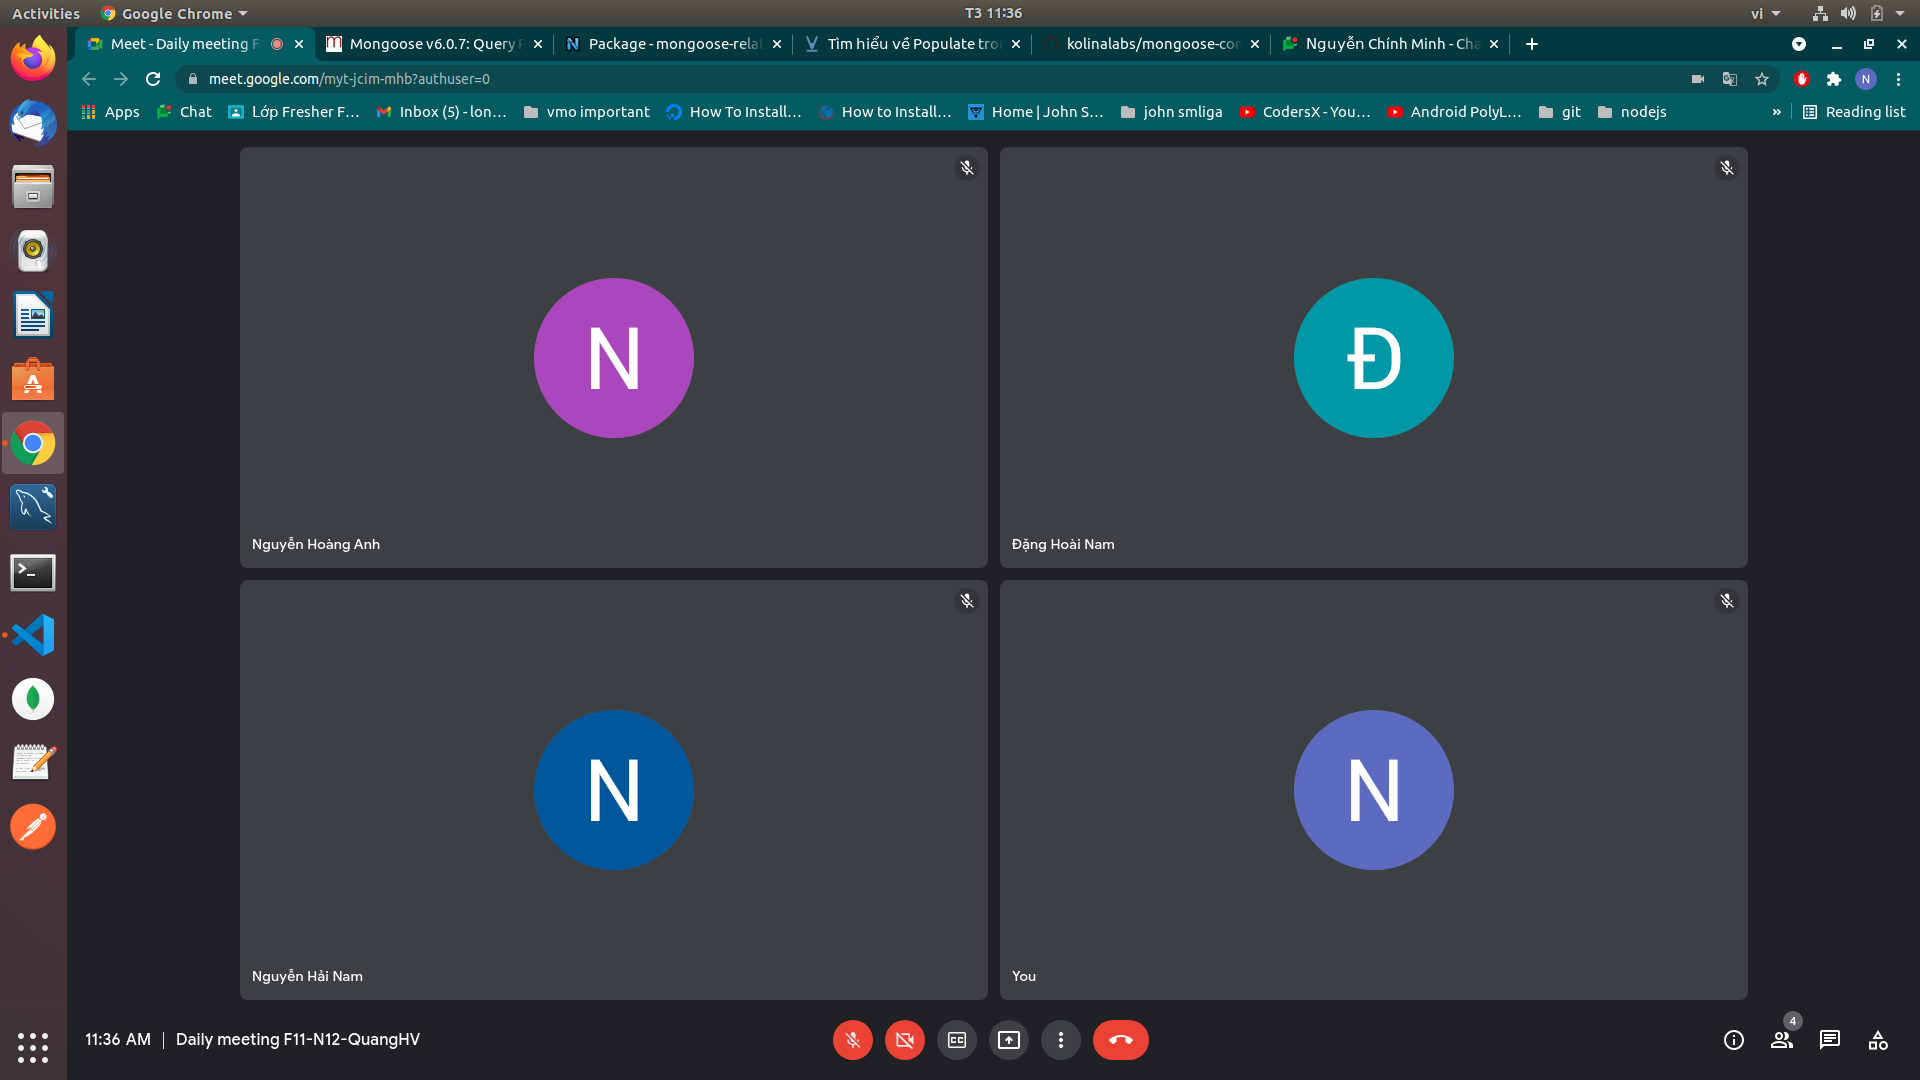 Activities Google Chrome T3 11:36 vi
Meet - Daily meeting F Mongoose v6.0.7: Query P Package - mongoose-relat Tìm hiểu về Populate tron kolinalabs/mongoose-con Nguyễn Chính Minh - Cha
meet.google.com/myt-jcim-mhb?authuser=0 N
Apps Chat Lớp Fresher F… Inbox (5) - lon… vmo important How To Install… How to Install… Home | John S… john smliga CodersX - You… Android PolyL… git nodejs » Reading list
N
Nguyễn Hoàng Anh
Đ
Đặng Hoài Nam
N
Nguyễn Hải Nam
N
You
11:36 AM | Daily meeting F11-N12-QuangHV
CC
4